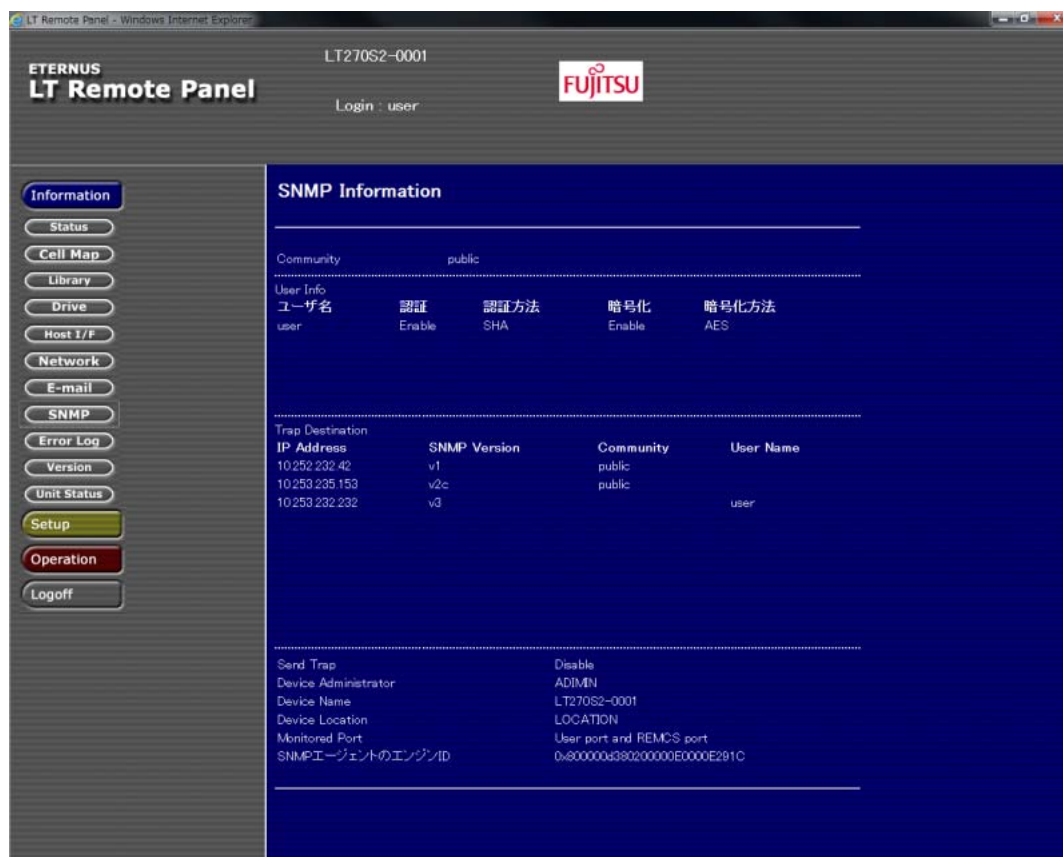 LT Remote Panel - Windows Internet Explorer
ETERNUS
LT Remote Panel
LT270S2-0001
Login : user
FUJITSU
Information
Status
Cell Map
Library
Drive
Host I/F
Network
E-mail
SNMP
Error Log
Version
Unit Status
Setup
Operation
Logoff
SNMP Information
Community public
User Info
ユーザ名 認証 認証方法 暗号化 暗号化方法
user Enable SHA Enable AES
Trap Destination
IP Address SNMP Version Community User Name
10.252.232.42 v1 public
10.253.235.153 v2c public
10.253.232.232 v3 user
Send Trap Disable
Device Administrator ADIMIN
Device Name LT270S2-0001
Device Location LOCATION
Monitored Port User port and REMCS port
SNMPエージェントのエンジンID 0x800000d380200000E0000E291C